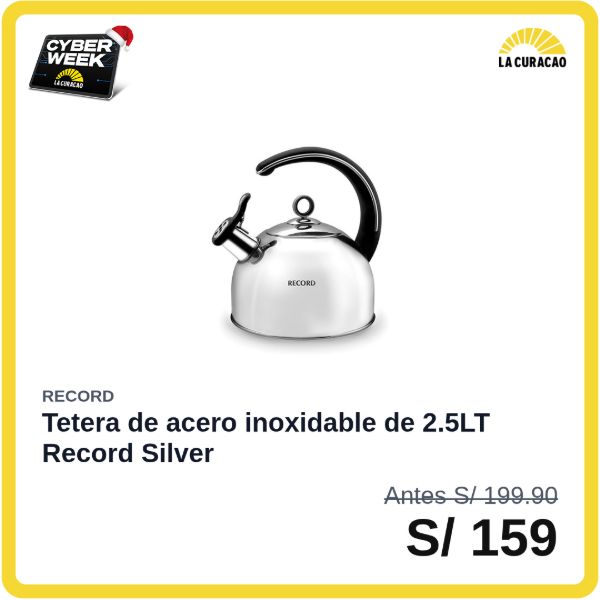 CYBER
WEEK
LA CURACAO
LA CURACAO
RECORD
RECORD
Tetera de acero inoxidable de 2.5LT
Record Silver
Antes S/ 199.90
S/ 159